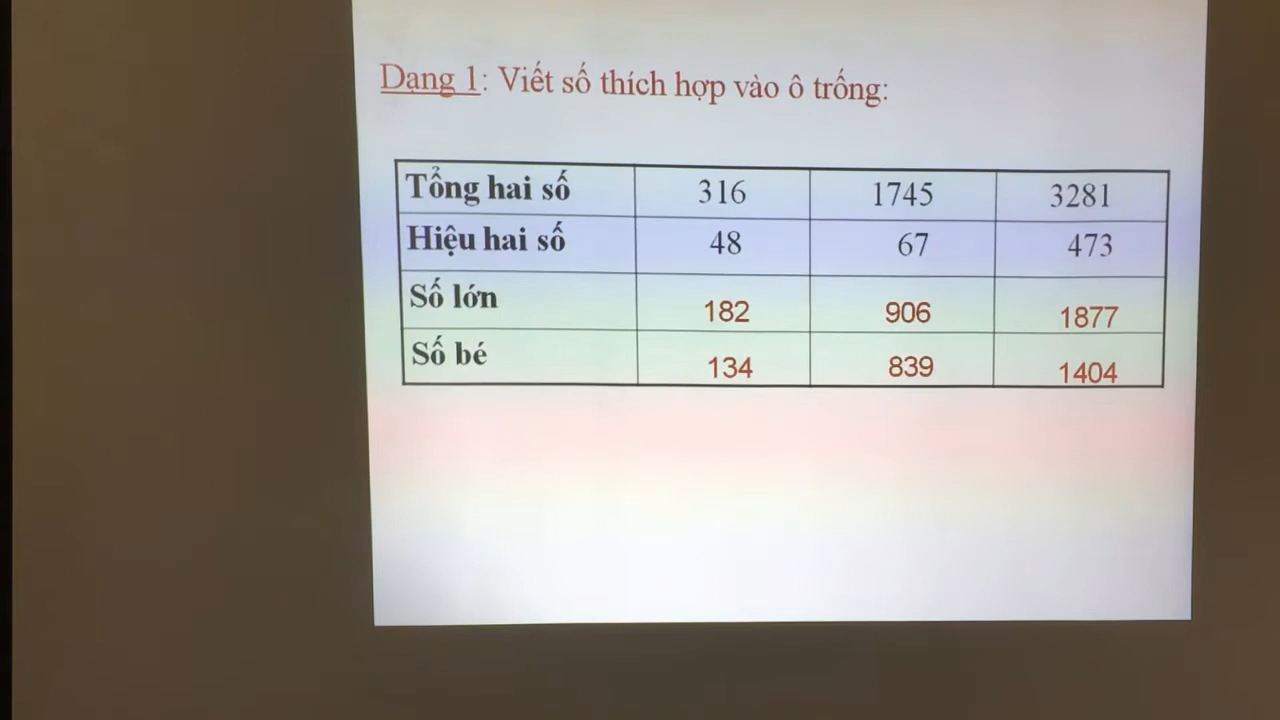 Dạng 1: Viết số thích hợp vào ô trống:
Tổng hai số 316 1745 3281
Hiệu hai số 48 67 473
Số lớn 182 906 1877
Số bé 134 839 1404